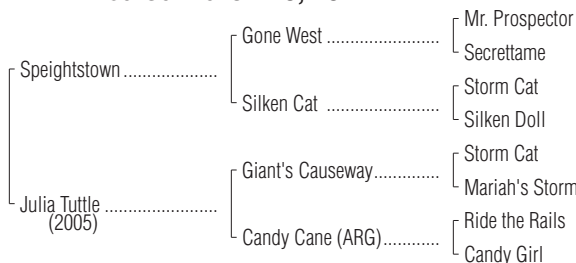 Speightstown
Gone West
Mr. Prospector
Secrettame
Silken Cat
Storm Cat
Silken Doll
Julia Tuttle
(2005)
Giant's Causeway
Storm Cat
Mariah's Storm
Candy Cane (ARG)
Ride the Rails
Candy Girl